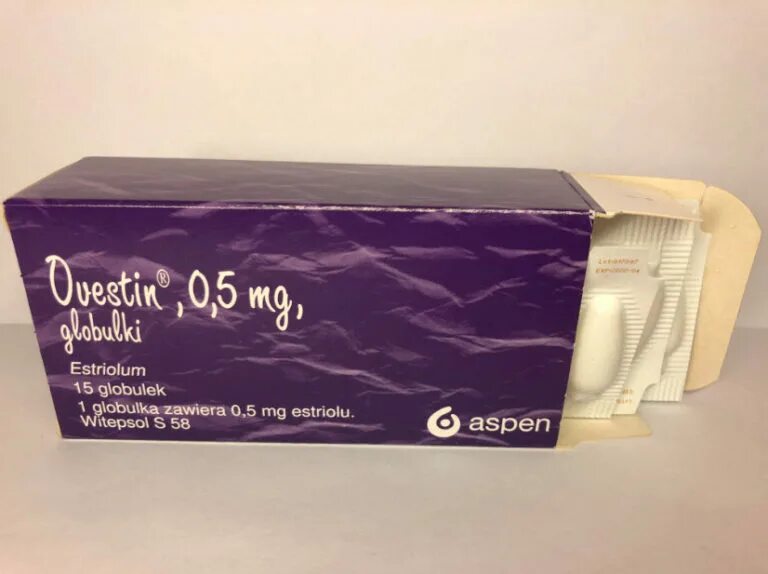 Ovestin®, 0,5 mg,
globulki
Estriolum
15 globulek
1 globulka zawiera 0,5 mg estriolu.
Witepsol S 58
aspen